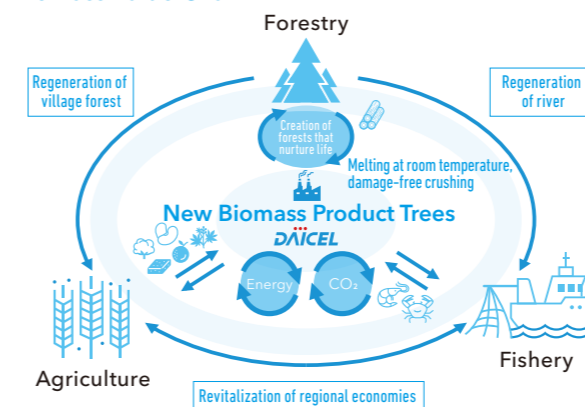 Forestry
Regeneration of
village forest
Regeneration
of river
Creation of
forests that
nurture life
Melting at room temperature,
damage-free crushing
New Biomass Product Trees
DAICEL
Energy
CO₂
Agriculture
Fishery
Revitalization of regional economies